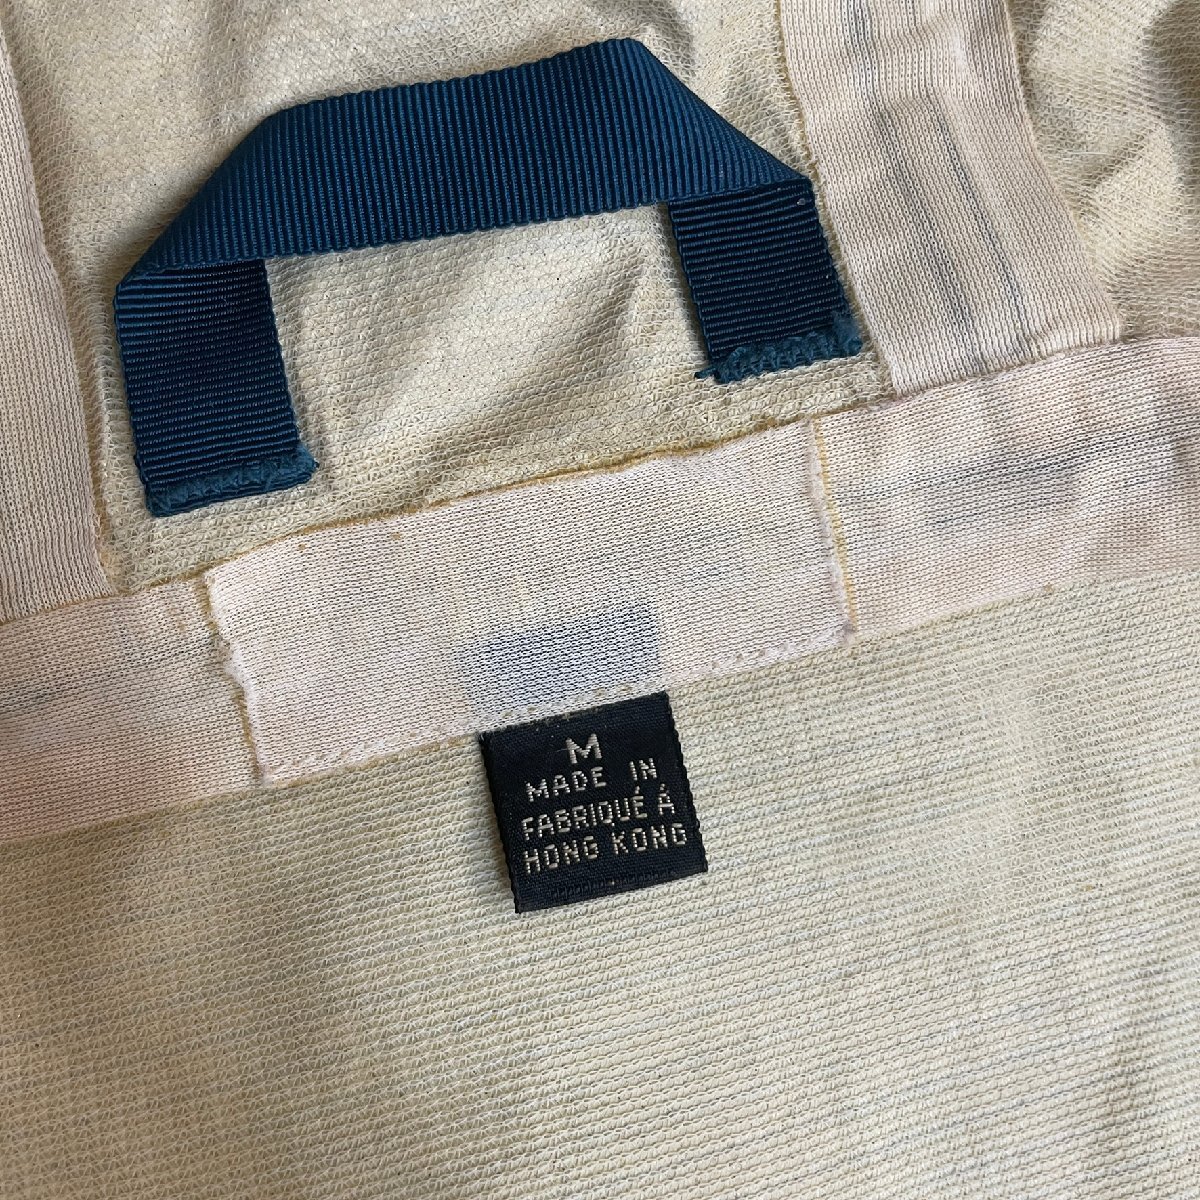 M
MADE IN
FABRIQUÉ À
HONG KONG